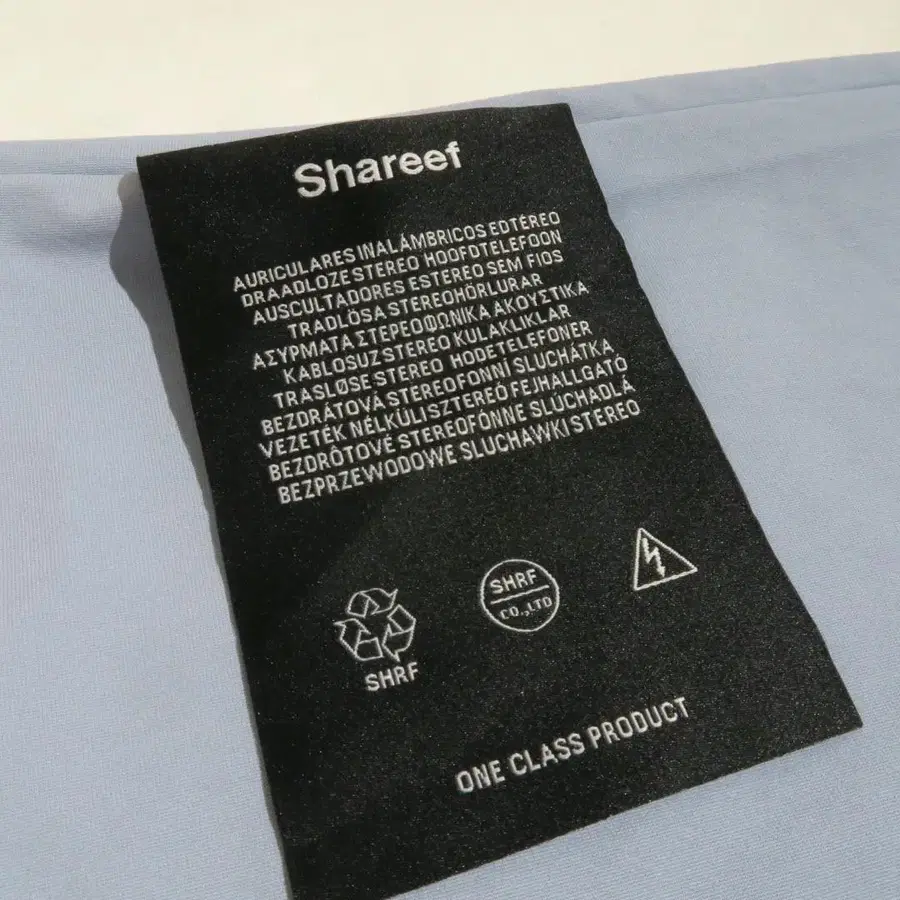 Shareef
AURICULARES INALÁMBRICOS EDTÉREO
DRAADLOZE STEREO HOOFDTELEFOON
AUSCULTADORES ESTEREO SEM FIOS
TRADLÖSA STEREOHÖRLURAR
ΑΣΥΡΜΑΤΑ ΣΤΕΡΕΟΦΩΝΙΚΑ ΑΚΟΥΣΤΙΚΑ
KABLOSUZ STEREO KULAKLIKLAR
TRASLØSE STEREO HODETELEFONER
BEZDRÁTOVÁ STÉREOFONNÍ SLUCHÁTKA
VEZETÉK NÉLKÜLI SZTEREÓ FEJHALLGATÓ
BEZDRÔTOVÉ STEREOFÓNNE SLÚCHADLÁ
BEZPRZEWODOWE SLUCHAWKI STEREO
SHRF
CO.,LTD
SHRF
ONE CLASS PRODUCT